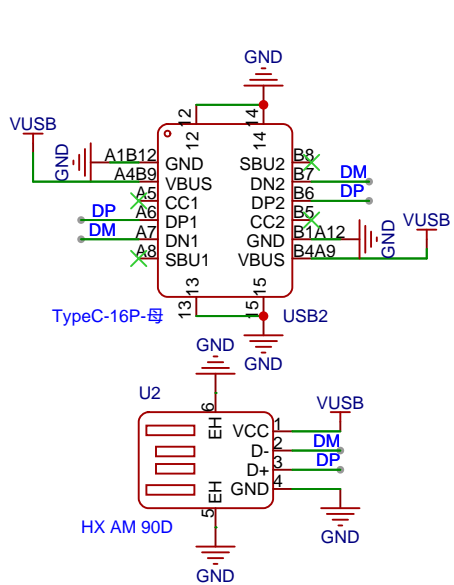 GND
12
14
12
14
VUSB
GND
A1B12
GND
SBU2
B8
A4B9
VBUS
DN2
B7
DM
A5
CC1
DP2
B6
DP
DP
A6
DP1
CC2
B5
DM
A7
DN1
GND
B1A12
GND
VUSB
A8
SBU1
VBUS
B4A9
13
15
13
15
TypeC-16P-母
USB2
GND
GND
U2
6
EH
VUSB
VCC
1
D-
2
DM
D+
3
DP
GND
4
EH
5
HX AM 90D
GND
GND